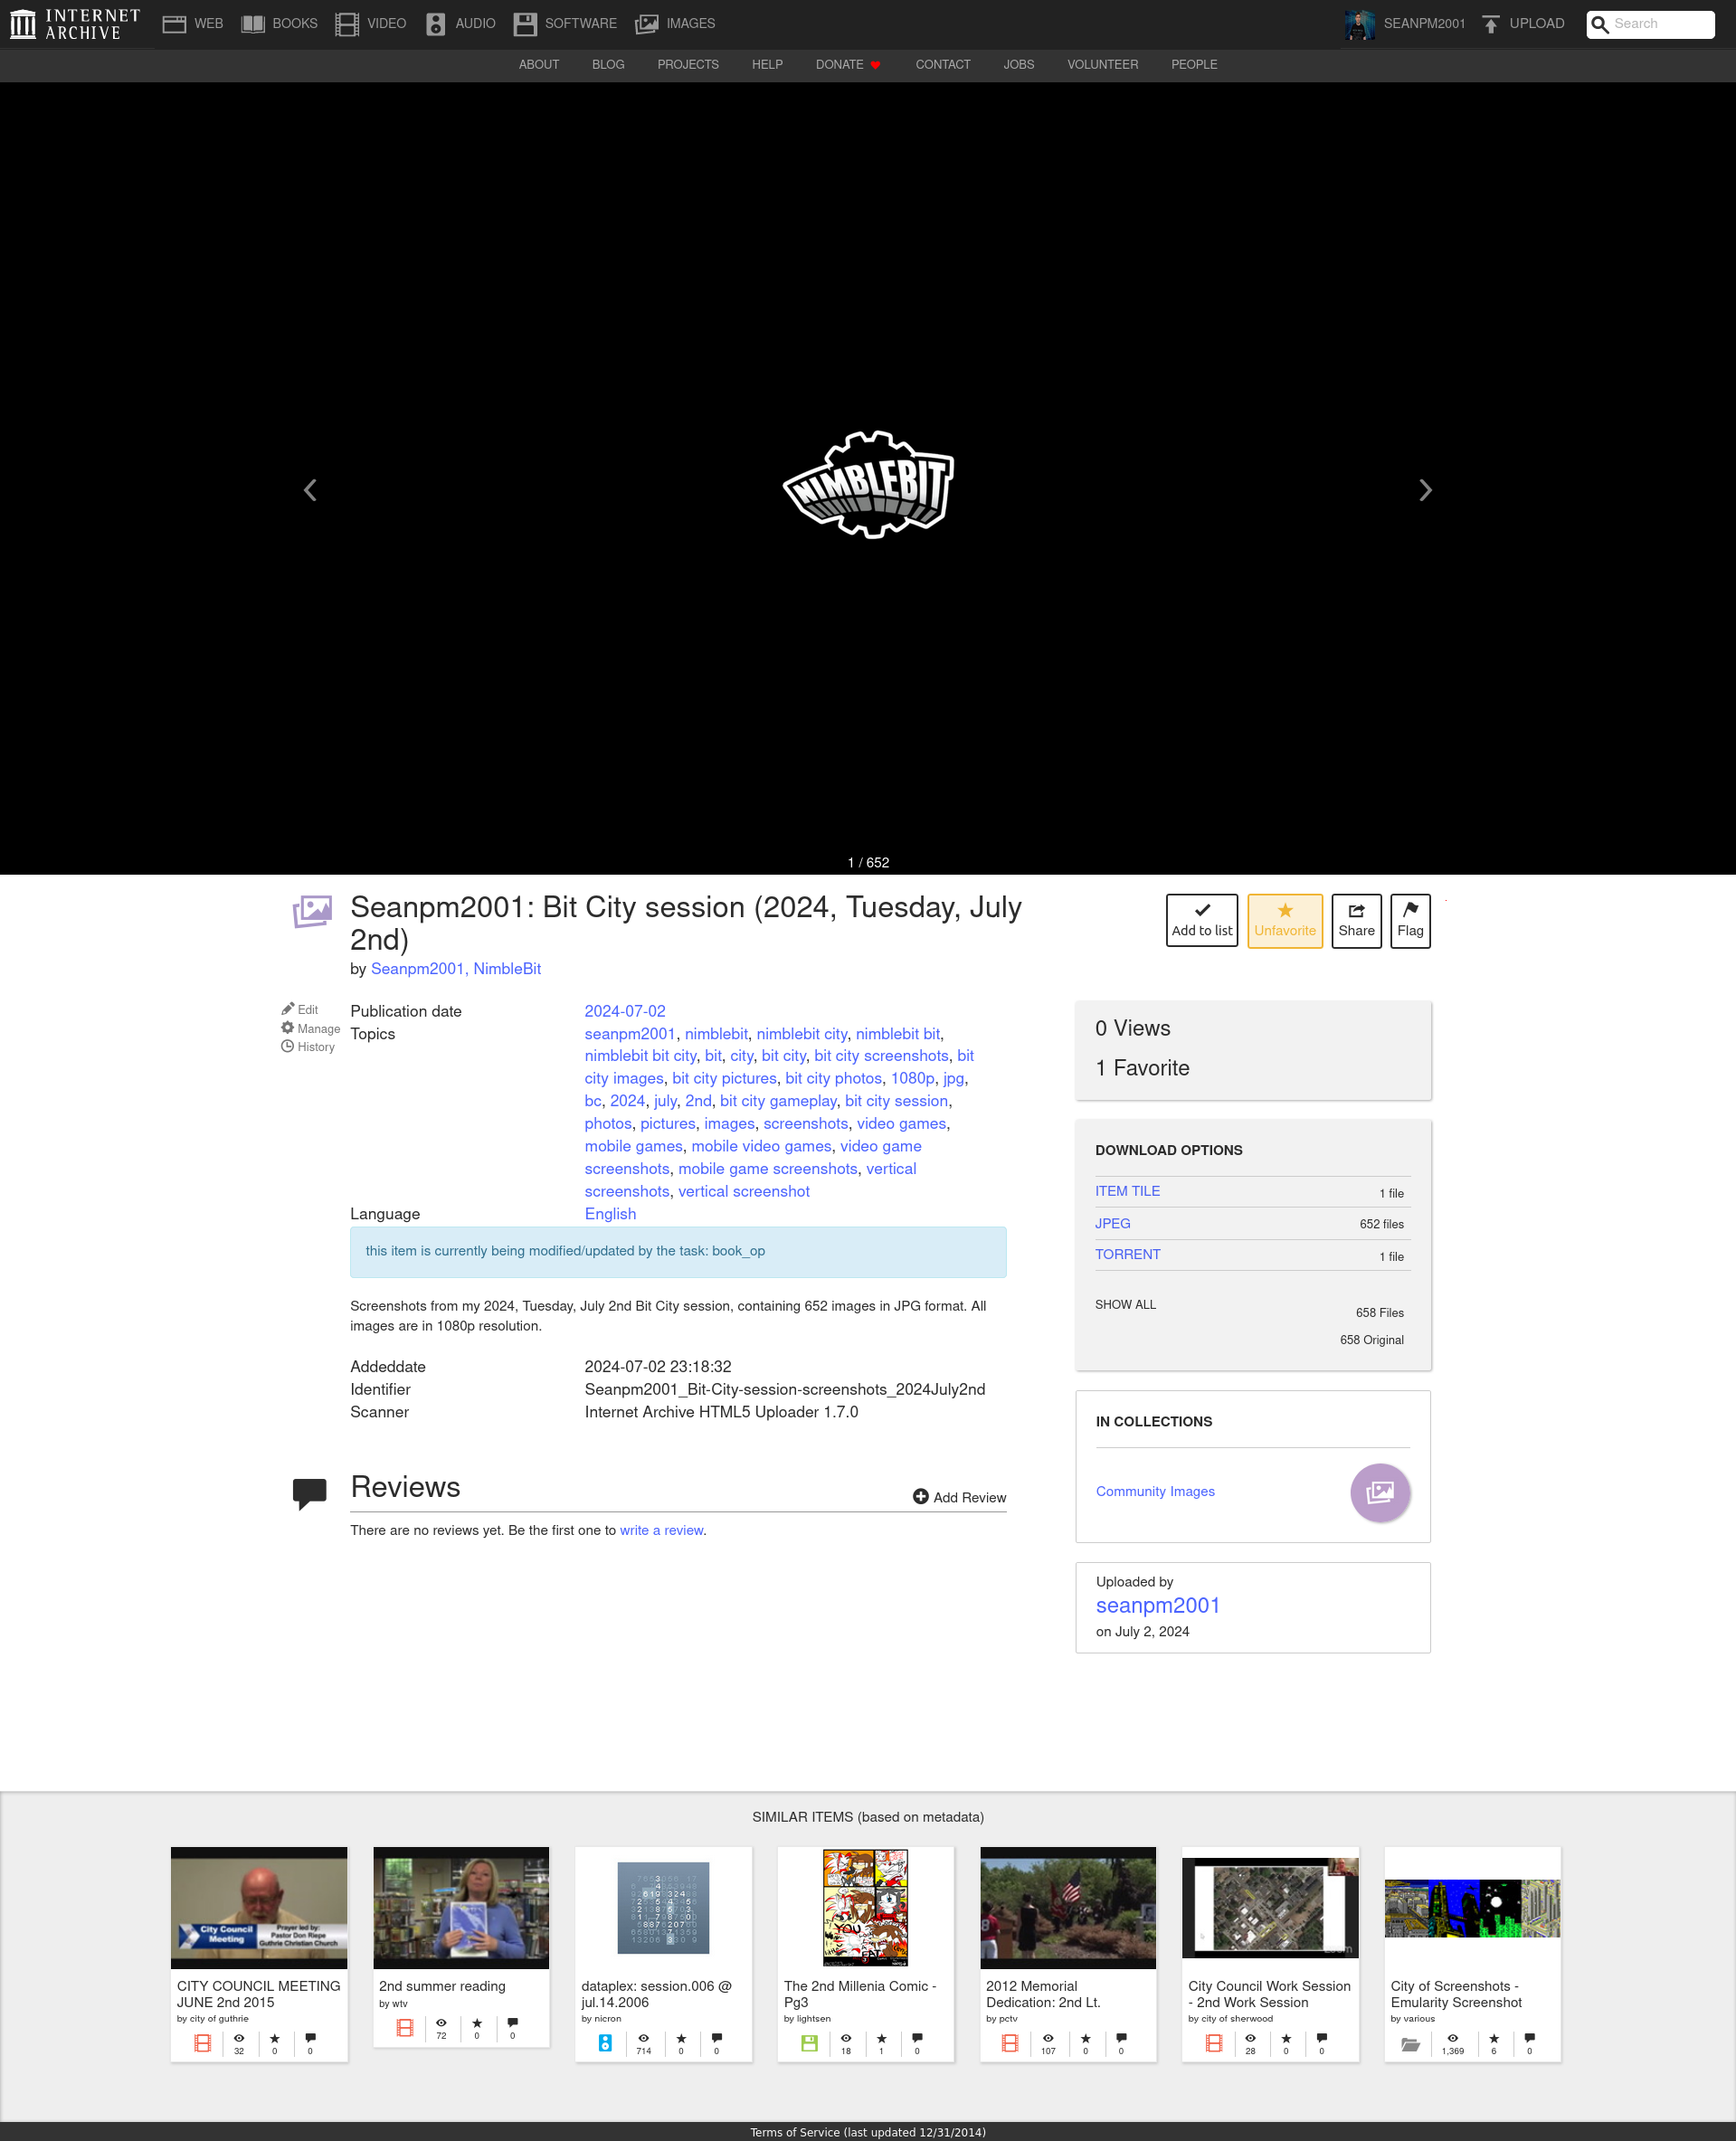 INTERNET ARCHIVE
WEB BOOKS VIDEO AUDIO SOFTWARE IMAGES SEANPM2001 UPLOAD Search
ABOUT BLOG PROJECTS HELP DONATE CONTACT JOBS VOLUNTEER PEOPLE
NIMBLEBIT
1 / 652
Seanpm2001: Bit City session (2024, Tuesday, July
2nd)
by Seanpm2001, NimbleBit
Add to list Unfavorite Share Flag
Edit
Manage
History
Publication date 2024-07-02
Topics seanpm2001, nimblebit, nimblebit city, nimblebit bit,
nimblebit bit city, bit, city, bit city, bit city screenshots, bit
city images, bit city pictures, bit city photos, 1080p, jpg,
bc, 2024, july, 2nd, bit city gameplay, bit city session,
photos, pictures, images, screenshots, video games,
mobile games, mobile video games, video game
screenshots, mobile game screenshots, vertical
screenshots, vertical screenshot
Language English
this item is currently being modified/updated by the task: book_op
Screenshots from my 2024, Tuesday, July 2nd Bit City session, containing 652 images in JPG format. All
images are in 1080p resolution.
Addeddate 2024-07-02 23:18:32
Identifier Seanpm2001_Bit-City-session-screenshots_2024July2nd
Scanner Internet Archive HTML5 Uploader 1.7.0
Reviews
Add Review
There are no reviews yet. Be the first one to write a review.
0 Views
1 Favorite
DOWNLOAD OPTIONS
ITEM TILE 1 file
JPEG 652 files
TORRENT 1 file
SHOW ALL 658 Files
658 Original
IN COLLECTIONS
Community Images
Uploaded by
seanpm2001
on July 2, 2024
SIMILAR ITEMS (based on metadata)
City Council
Meeting
Prayer led by:
Pastor Don Riepe
Guthrie Christian Church
CITY COUNCIL MEETING
JUNE 2nd 2015
by city of guthrie
32 0 0
2nd summer reading
by wtv
72 0 0
dataplex: session.006 @
jul.14.2006
by nicron
714 0 0
YOU
The 2nd Millenia Comic -
Pg3
by lightsen
18 1 0
2012 Memorial
Dedication: 2nd Lt.
by pctv
107 0 0
zoom
City Council Work Session
- 2nd Work Session
by city of sherwood
28 0 0
City of Screenshots -
Emularity Screenshot
by various
1,369 6 0
Terms of Service (last updated 12/31/2014)